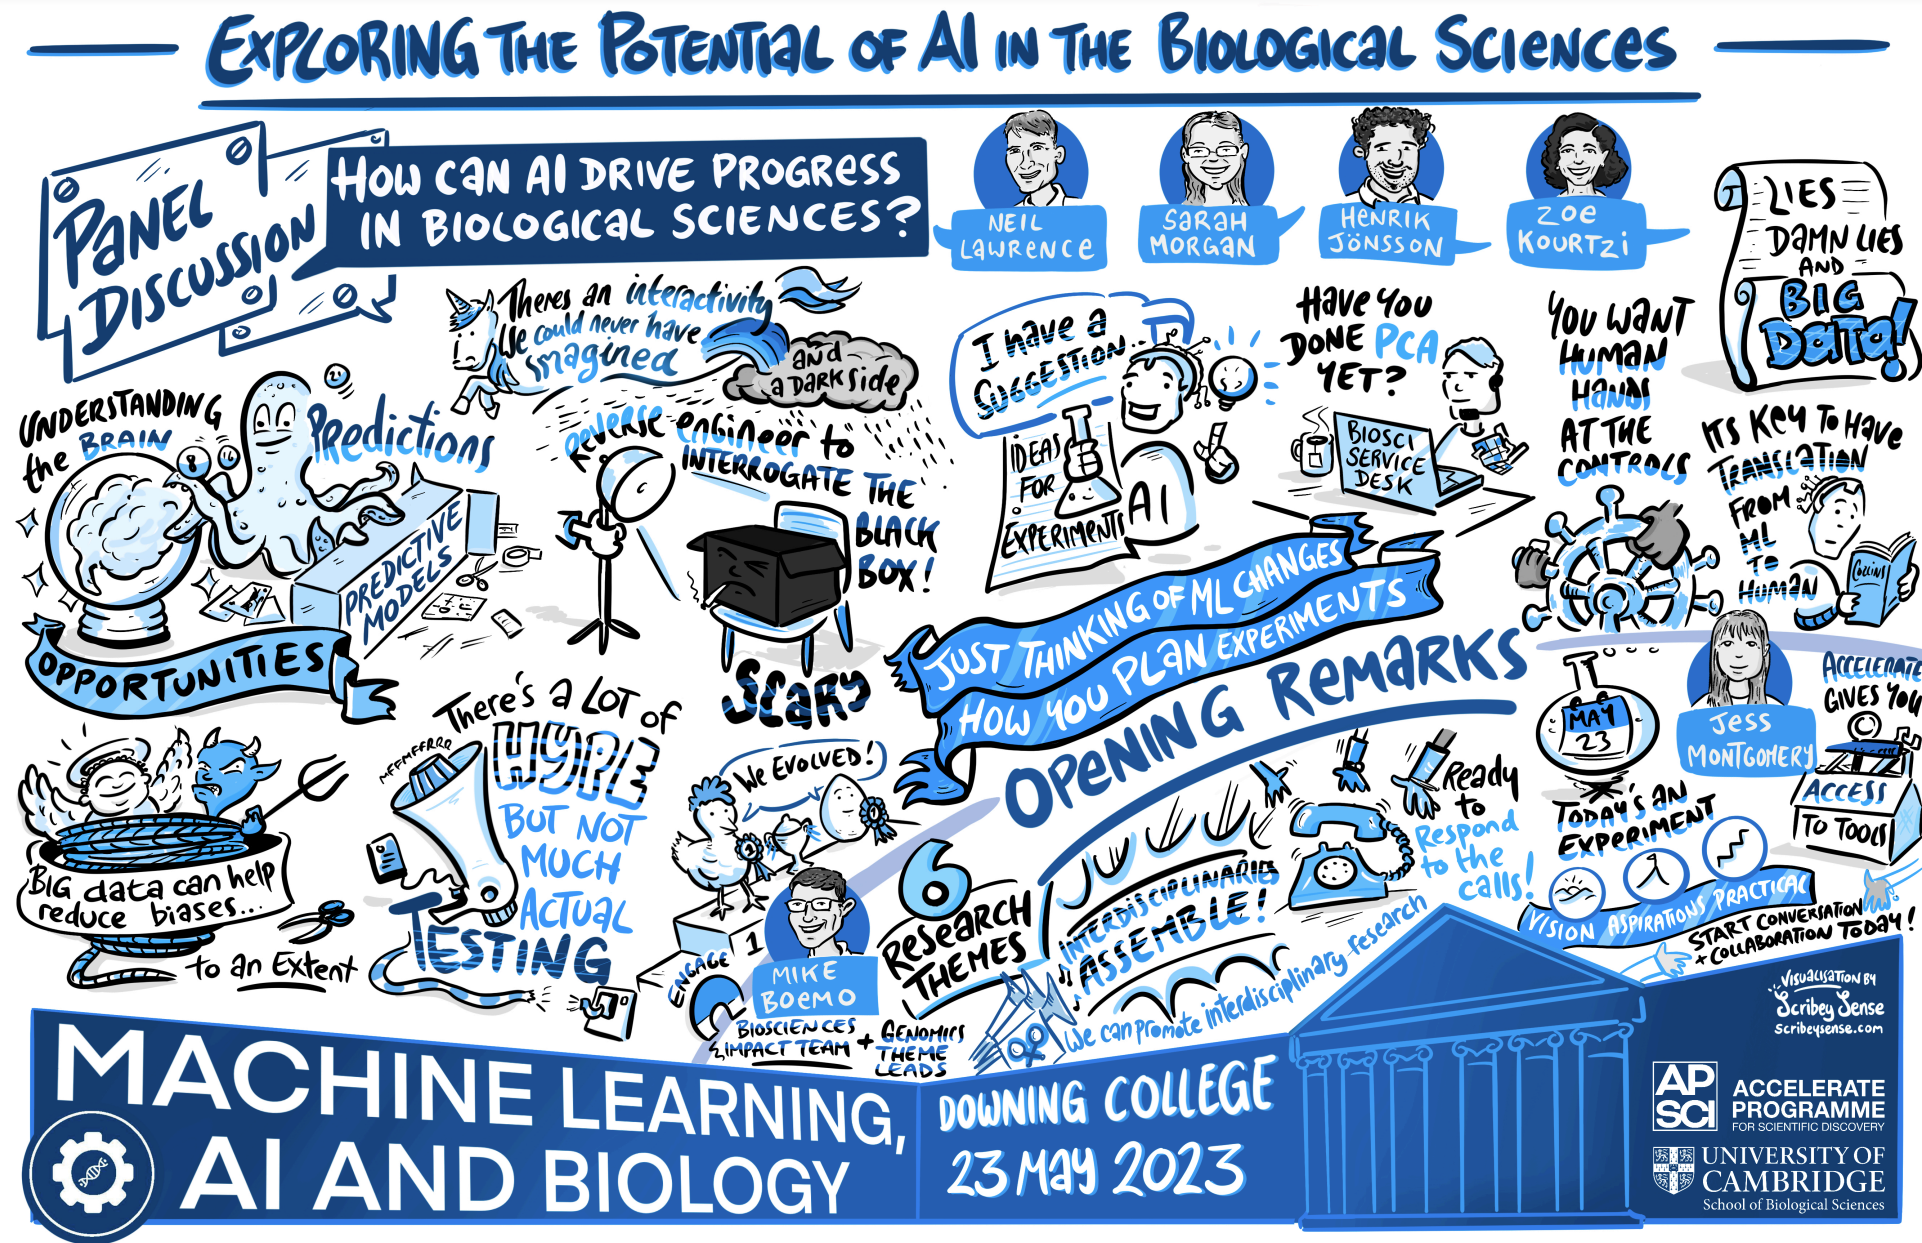 EXPLORING THE POTENTIAL OF AI IN THE BIOLOGICAL SCIENCES
PANEL
DISCUSSION
HOW CAN AI DRIVE PROGRESS
IN BIOLOGICAL SCIENCES?
NEIL
LAWRENCE
SARAH
MORGAN
HENRIK
JÖNSSON
ZOE
KOURTZI
LIES
DAMN LIES
AND
BIG
DATA!
Theres an interactivity
We could never have
imagined
and
a DARK side
UNDERSTANDING
the BRAIN
8
16
21
Predictions
PREDICTIVE
MODELS
OPPORTUNITIES
Reverse engineer to
INTERROGATE THE
BLACK
BOX!
SCARY
I have a
SUGGESTION..
IDEAS
FOR
EXPERIMENTS
AI
HAVE YOU
DONE PCA
YET?
BIOSCI
SERVICE
DESK
YOU WANT
HUMAN
HANDS
AT THE
CONTROLS
ITS KEY TO HAVE
TRANSLATION
FROM
ML
TO
HUMAN
COLLINS
JUST THINKING OF ML CHANGES
HOW YOU PLAN EXPERIMENTS
BIG data can help
reduce biases...
to an Extent
There's a LOT of
HYPE
MFFMFFRRR
BUT NOT
MUCH
ACTUAL
TESTING
OPENING REMARKS
We EVOLVED!
1
1
ENGAGE
MIKE
BOEMO
BIOSCIENCES
IMPACT TEAM + GENOMICS
THEME
LEADS
6
RESEARCH
THEMES
INTERDISCIPLINARIES
ASSEMBLE!
We can promote interdisciplinary research
Ready
to
Respond
to the
calls!
MAY
23
TODAY'S AN
EXPERIMENT
JESS
MONTGOMERY
ACCELERATE
GIVES YOU
ACCESS
TO TOOLS
VISION ASPIRATIONS PRACTICAL
START CONVERSATION
+ COLLABORATION TODAY!
VISUALISATION BY
Scribey Sense
scribeysense.com
MACHINE LEARNING,
AI AND BIOLOGY
DOWNING COLLEGE
23 MAY 2023
AP
SCI
ACCELERATE
PROGRAMME
FOR SCIENTIFIC DISCOVERY
UNIVERSITY OF
CAMBRIDGE
School of Biological Sciences